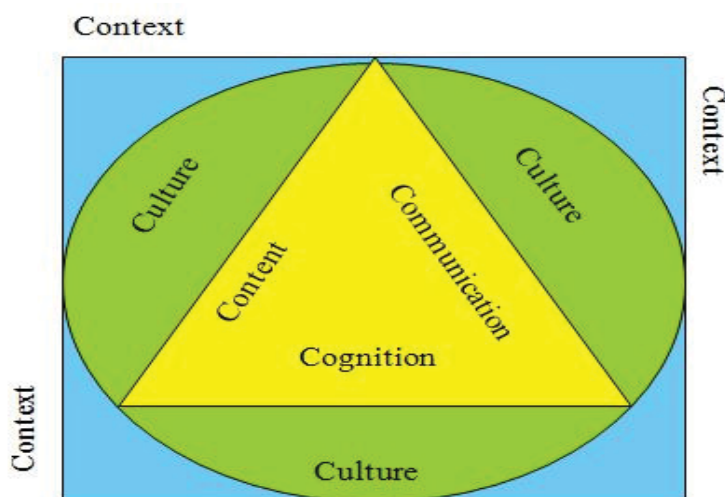 Context
Context
Culture
Culture
Content
Communication
Cognition
Context
Culture